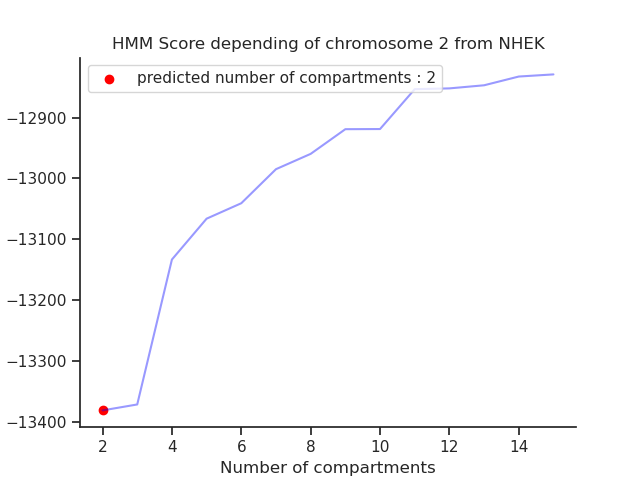 HMM Score depending of chromosome 2 from NHEK
predicted number of compartments : 2
−12900
−13000
−13100
−13200
−13300
−13400
2 4 6 8 10 12 14
Number of compartments